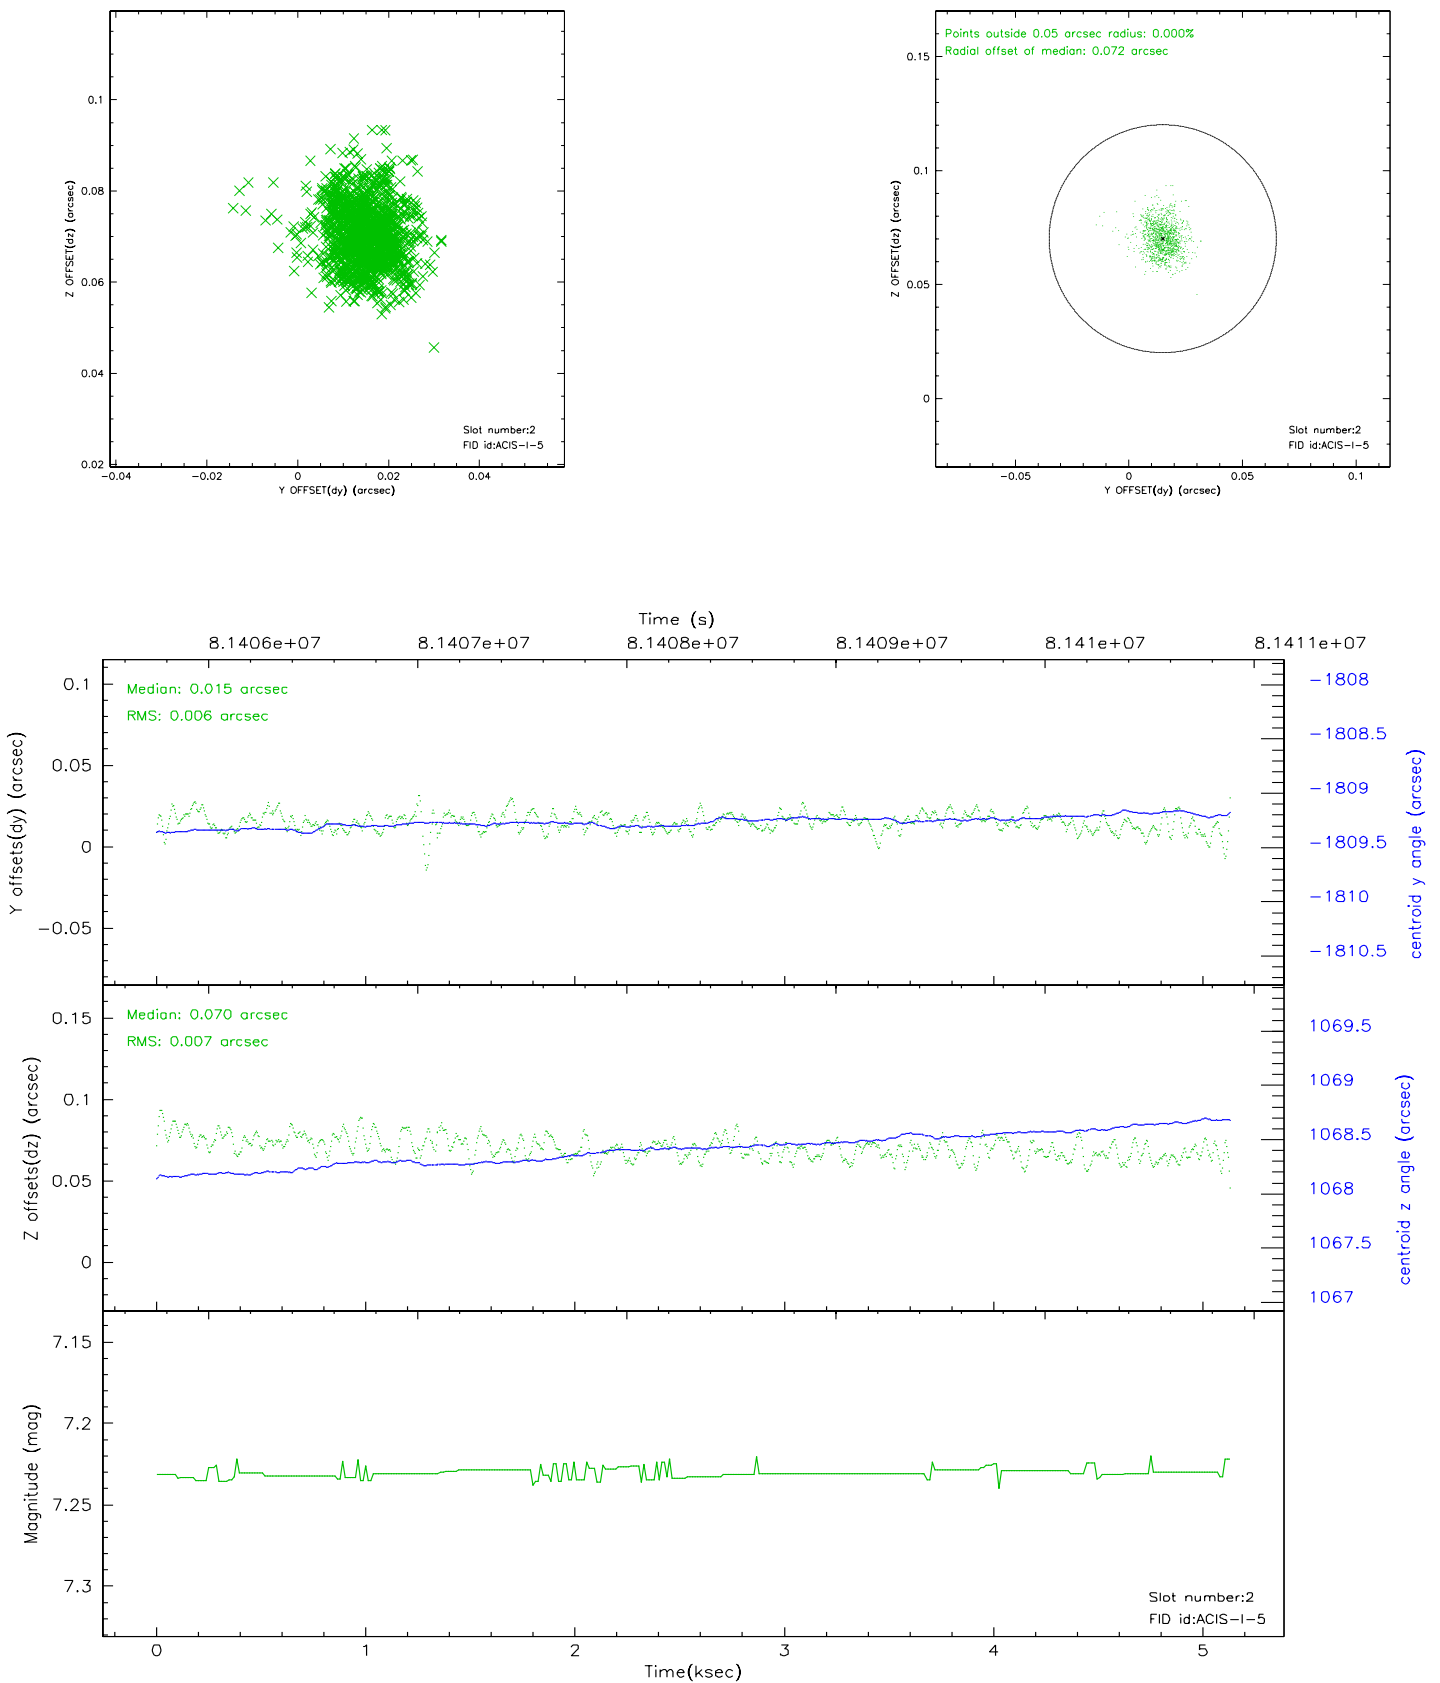 0.1
0.08
0.06
0.04
0.02
Z OFFSET(dz) (arcsec)
Slot number:2
FID id:ACIS-I-5
-0.04 -0.02 0 0.02 0.04
Y OFFSET(dy) (arcsec)
Points outside 0.05 arcsec radius: 0.000%
Radial offset of median: 0.072 arcsec
0.15
0.1
0.05
0
Z OFFSET(dz) (arcsec)
Slot number:2
FID id:ACIS-I-5
-0.05 0 0.05 0.1
Y OFFSET(dy) (arcsec)
Time (s)
8.1406e+07 8.1407e+07 8.1408e+07 8.1409e+07 8.141e+07 8.1411e+07
Median: 0.015 arcsec
RMS: 0.006 arcsec
0.1
0.05
0
-0.05
Y offsets(dy) (arcsec)
-1808
-1808.5
-1809
-1809.5
-1810
-1810.5
centroid y angle (arcsec)
Median: 0.070 arcsec
RMS: 0.007 arcsec
0.15
0.1
0.05
0
Z offsets(dz) (arcsec)
1069.5
1069
1068.5
1068
1067.5
1067
centroid z angle (arcsec)
7.15
7.2
7.25
7.3
Magnitude (mag)
Slot number:2
FID id:ACIS-I-5
0 1 2 3 4 5
Time(ksec)